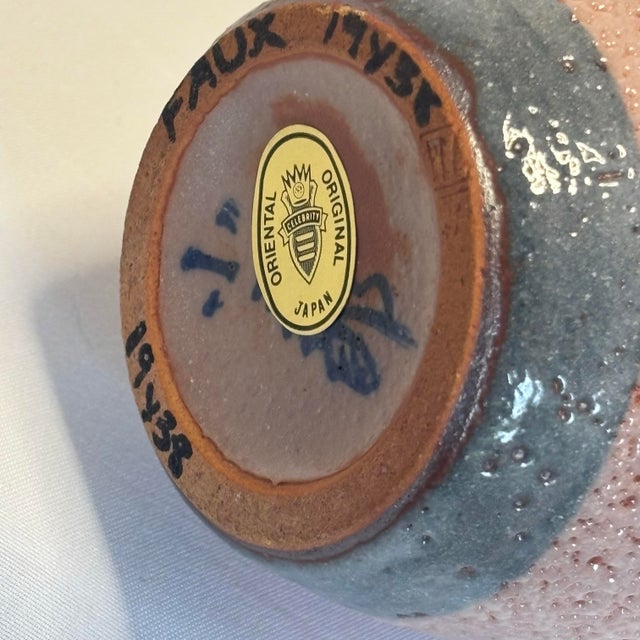 FAUX 19Y38
ORIENTAL
ORIGINAL
CELEBRITY
JAPAN
19Y38